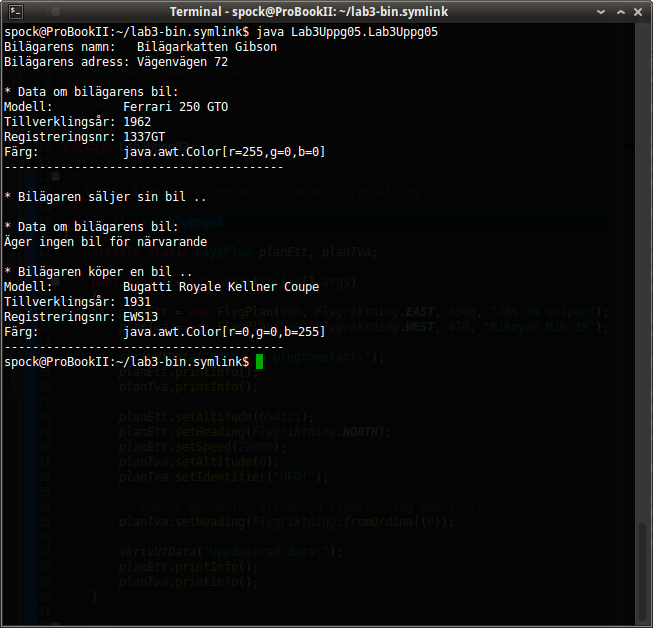 Terminal - spock@ProBookII: ~/lab3-bin.symlink
spock@ProBookII:~/lab3-bin.symlink$ java Lab3Uppg05.Lab3Uppg05
Bilägarens namn:   Bilägarkatten Gibson
Bilägarens adress: Vägenvägen 72
* Data om bilägarens bil:
Modell:          Ferrari 250 GTO
Tillverklingsår: 1962
Registreringsnr: 1337GT
Färg:            java.awt.Color[r=255,g=0,b=0]
---------------------------------------
* Bilägaren säljer sin bil ..
* Data om bilägarens bil:
Äger ingen bil för närvarande
* Bilägaren köper en bil ..
Modell:          Bugatti Royale Kellner Coupe
Tillverklingsår: 1931
Registreringsnr: EWS13
Färg:            java.awt.Color[r=0,g=0,b=255]
---------------------------------------
spock@ProBookII:~/lab3-bin.symlink$
planEtt.printInfo();
planTva.printInfo();
planEtt.setAltitude(654321);
planEtt.setHeading(Flygriktning.NORTH);
planEtt.setSpeed(22000);
planTva.setAltitude(0);
planTva.setIdentifier("UFO!");
planTva.setHeading(Flygriktning.fromOrdinal(0));
skrivUtData("Uppdaterad data:");
planEtt.printInfo();
planTva.printInfo();
}